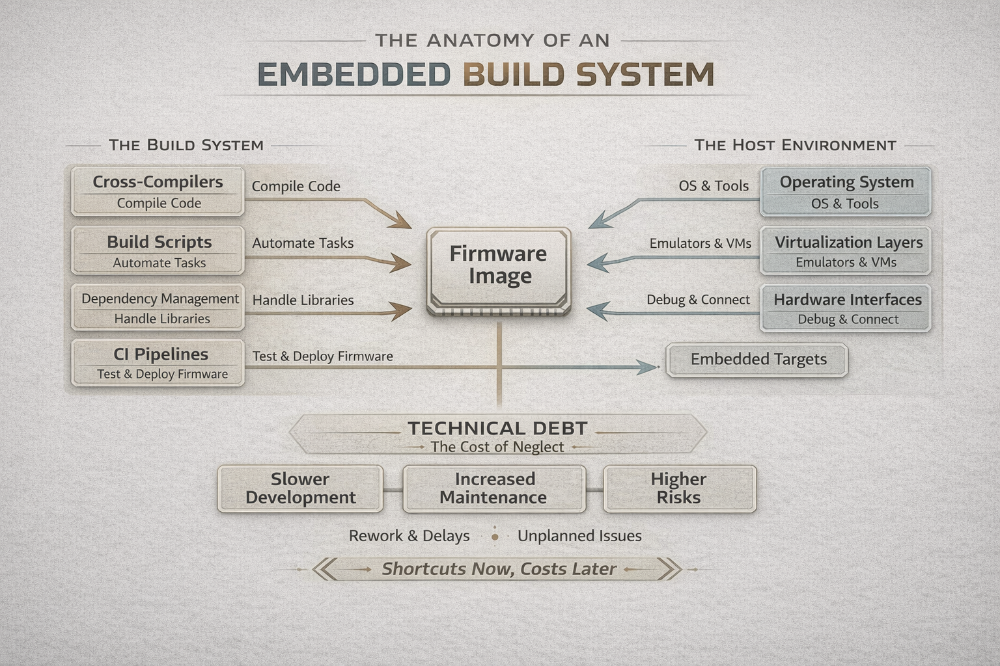 THE ANATOMY OF AN
EMBEDDED BUILD SYSTEM
THE BUILD SYSTEM
Cross-Compilers
Compile Code
Compile Code
Build Scripts
Automate Tasks
Automate Tasks
Dependency Management
Handle Libraries
Handle Libraries
CI Pipelines
Test & Deploy Firmware
Test & Deploy Firmware
Firmware
Image
THE HOST ENVIRONMENT
OS & Tools
Operating System
OS & Tools
Emulators & VMs
Virtualization Layers
Emulators & VMs
Debug & Connect
Hardware Interfaces
Debug & Connect
Embedded Targets
TECHNICAL DEBT
The Cost of Neglect
Slower
Development
Increased
Maintenance
Higher
Risks
Rework & Delays
Unplanned Issues
Shortcuts Now, Costs Later